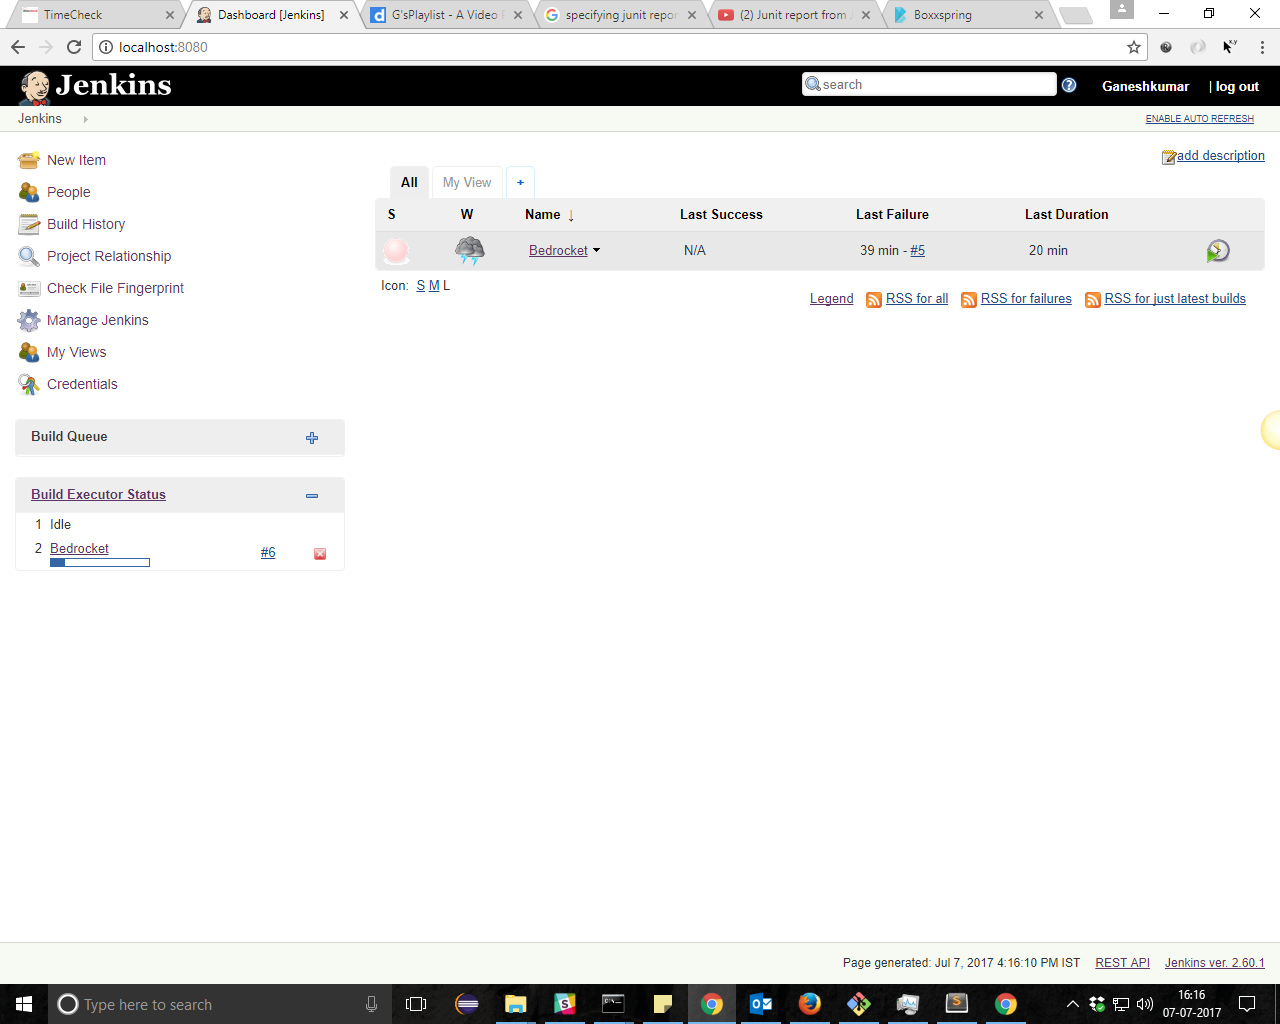 TimeCheck
Dashboard [Jenkins]
G'sPlaylist - A Video
specifying junit repor
(2) Junit report from
Boxxspring
localhost:8080
Jenkins
search
Ganeshkumar
| log out
Jenkins
ENABLE AUTO REFRESH
New Item
People
Build History
Project Relationship
Check File Fingerprint
Manage Jenkins
My Views
Credentials
Build Queue
Build Executor Status
1 Idle
2 Bedrocket #6
add description
All My View +
S W Name ↓ Last Success Last Failure Last Duration
Bedrocket N/A 39 min - #5 20 min
Icon: S M L
Legend RSS for all RSS for failures RSS for just latest builds
Page generated: Jul 7, 2017 4:16:10 PM IST REST API Jenkins ver. 2.60.1
Type here to search
16:16
07-07-2017